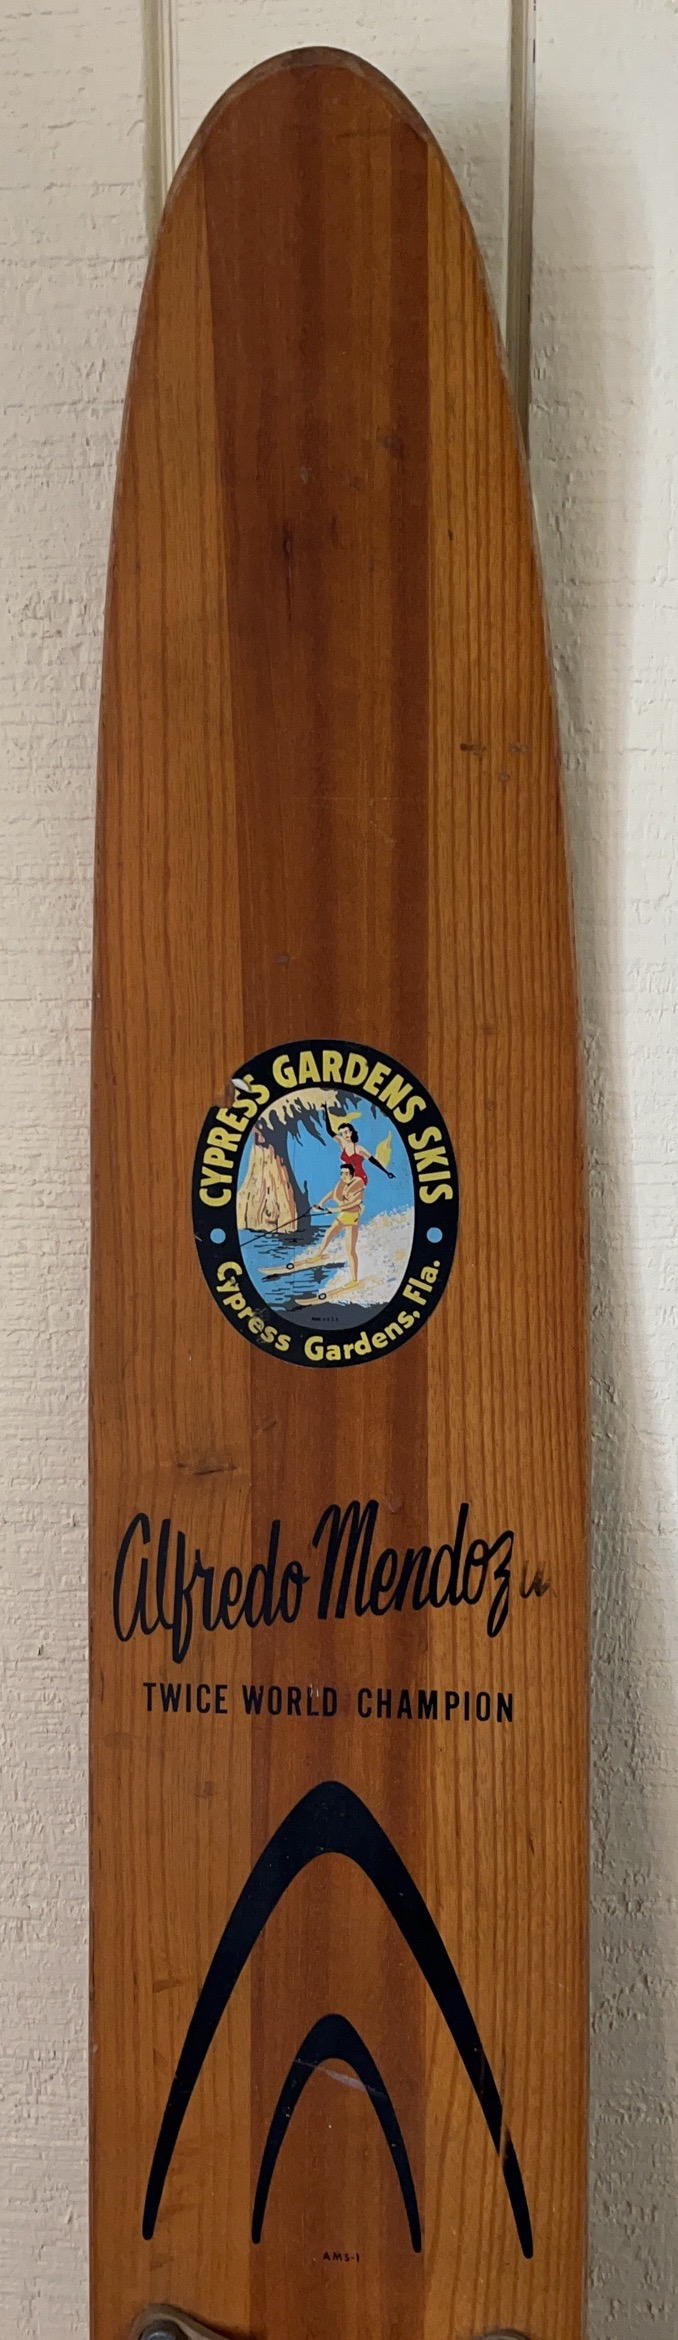 CYPRESS GARDENS SKIS
Cypress Gardens, Fla.
Alfredo Mendoza
TWICE WORLD CHAMPION
AMS-1